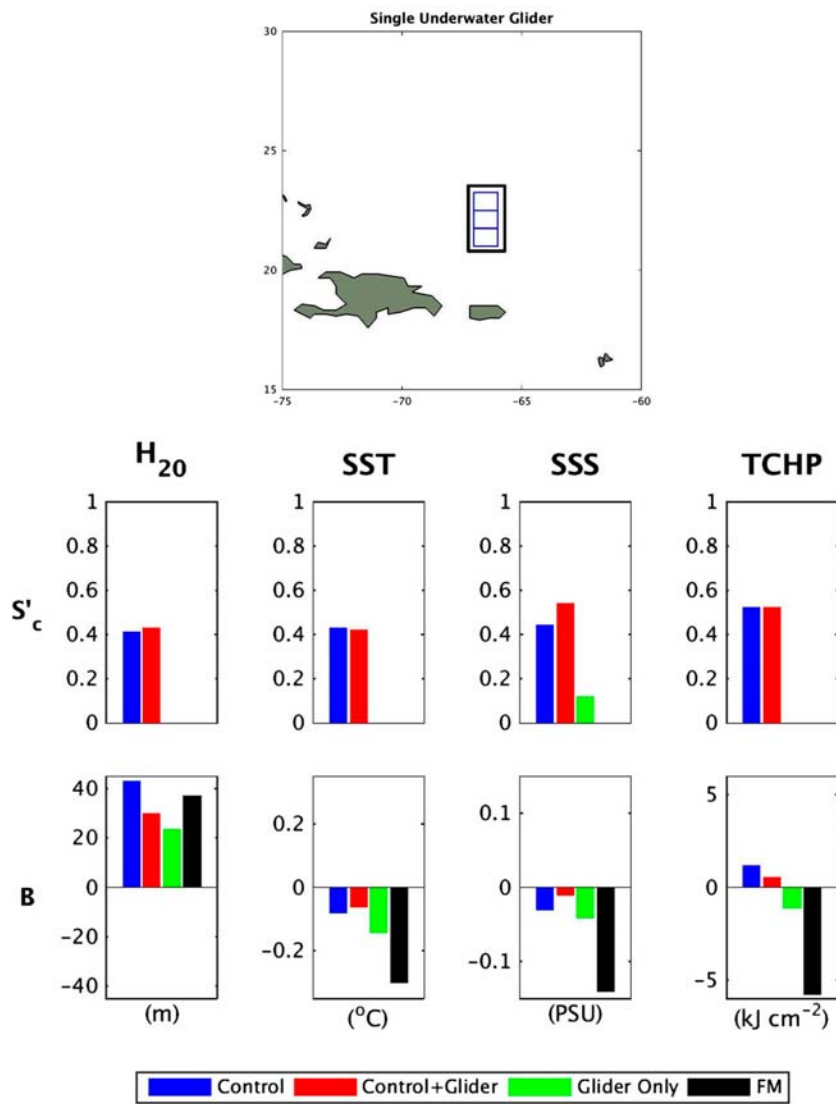 Single Underwater Glider
30
25
20
15
-75 -70 -65 -60
H20 SST SSS TCHP
S'c
1 1 1 1
0.8 0.8 0.8 0.8
0.6 0.6 0.6 0.6
0.4 0.4 0.4 0.4
0.2 0.2 0.2 0.2
0 0 0 0
B
40 0.2 0.1 5
20
0 0 0 0
-20 -0.2 -0.1 -5
-40
(m) (°C) (PSU) (kJ cm⁻²)
Control Control+Glider Glider Only FM